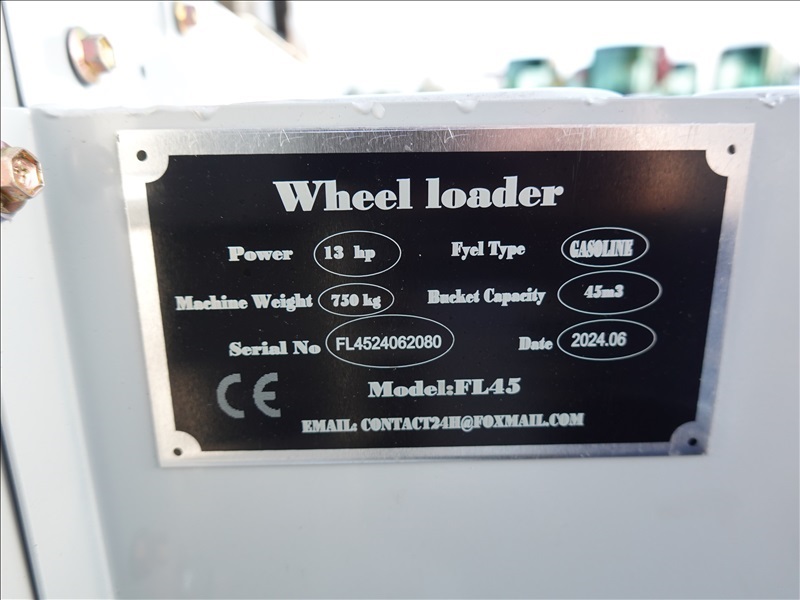 Wheel loader
Power 13 hp Fyel Type GASOLINE
Machine Weight 750 kg Bucket Capacity 45m3
Serial No FL4524062080 Date 2024.06
CE Model:FL45
EMAIL: CONTACT24H@FOXMAIL.COM